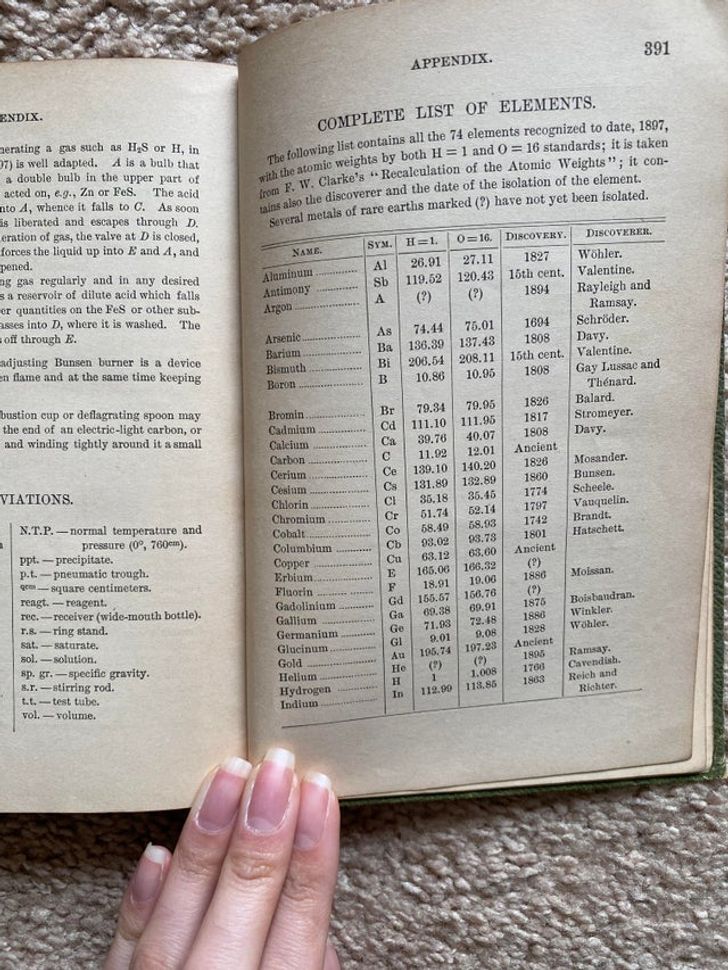 ENDIX.
nerating a gas such as H₂S or H, in
07) is well adapted. A is a bulb that
a double bulb in the upper part of
acted on, e.g., Zn or FeS. The acid
nto A, whence it falls to C. As soon
is liberated and escapes through D.
eration of gas, the valve at D is closed,
forces the liquid up into E and A, and
pened.
ng gas regularly and in any desired
s a reservoir of dilute acid which falls
er quantities on the FeS or other sub-
asses into D, where it is washed. The
off through E.
adjusting Bunsen burner is a device
en flame and at the same time keeping
bustion cup or deflagrating spoon may
the end of an electric-light carbon, or
and winding tightly around it a small
VIATIONS.
N.T.P. — normal temperature and
pressure (0°, 760cm).
ppt. — precipitate.
p.t. — pneumatic trough.
qcm — square centimeters.
reagt. — reagent.
rec. — receiver (wide-mouth bottle).
r.s. — ring stand.
sat. — saturate.
sol. — solution.
sp. gr. — specific gravity.
s.r. — stirring rod.
t.t. — test tube.
vol. — volume.
APPENDIX. 391
COMPLETE LIST OF ELEMENTS.
The following list contains all the 74 elements recognized to date, 1897,
with the atomic weights by both H = 1 and O = 16 standards; it is taken
from F. W. Clarke's "Recalculation of the Atomic Weights"; it con-
tains also the discoverer and the date of the isolation of the element.
Several metals of rare earths marked (?) have not yet been isolated.
NAME. SYM. H=1. O=16. DISCOVERY. DISCOVERER.
Aluminum Al 26.91 27.11 1827 Wöhler.
Antimony Sb 119.52 120.43 15th cent. Valentine.
Argon A (?) (?) 1894 Rayleigh and
Ramsay.
Arsenic As 74.44 75.01 1694 Schröder.
Barium Ba 136.39 137.43 1808 Davy.
Bismuth Bi 206.54 208.11 15th cent. Valentine.
Boron B 10.86 10.95 1808 Gay Lussac and
Thénard.
Bromin Br 79.34 79.95 1826 Balard.
Cadmium Cd 111.10 111.95 1817 Stromeyer.
Calcium Ca 39.76 40.07 1808 Davy.
Carbon C 11.92 12.01 Ancient
Cerium Ce 139.10 140.20 1826 Mosander.
Cesium Cs 131.89 132.89 1860 Bunsen.
Chlorin Cl 35.18 35.45 1774 Scheele.
Chromium Cr 51.74 52.14 1797 Vauquelin.
Cobalt Co 58.49 58.93 1742 Brandt.
Columbium Cb 93.02 93.73 1801 Hatschett.
Copper Cu 63.12 63.60 Ancient
Erbium E 165.06 166.32 (?)
Fluorin F 18.91 19.06 1886 Moissan.
Gadolinium Gd 155.57 156.76 (?)
Gallium Ga 69.38 69.91 1875 Boisbaudran.
Germanium Ge 71.93 72.48 1886 Winkler.
Glucinum Gl 9.01 9.08 1828 Wöhler.
Gold Au 195.74 197.23 Ancient
Helium He (?) (?) 1895 Ramsay.
Hydrogen H 1 1.008 1766 Cavendish.
Indium In 112.99 113.85 1863 Reich and
Richter.